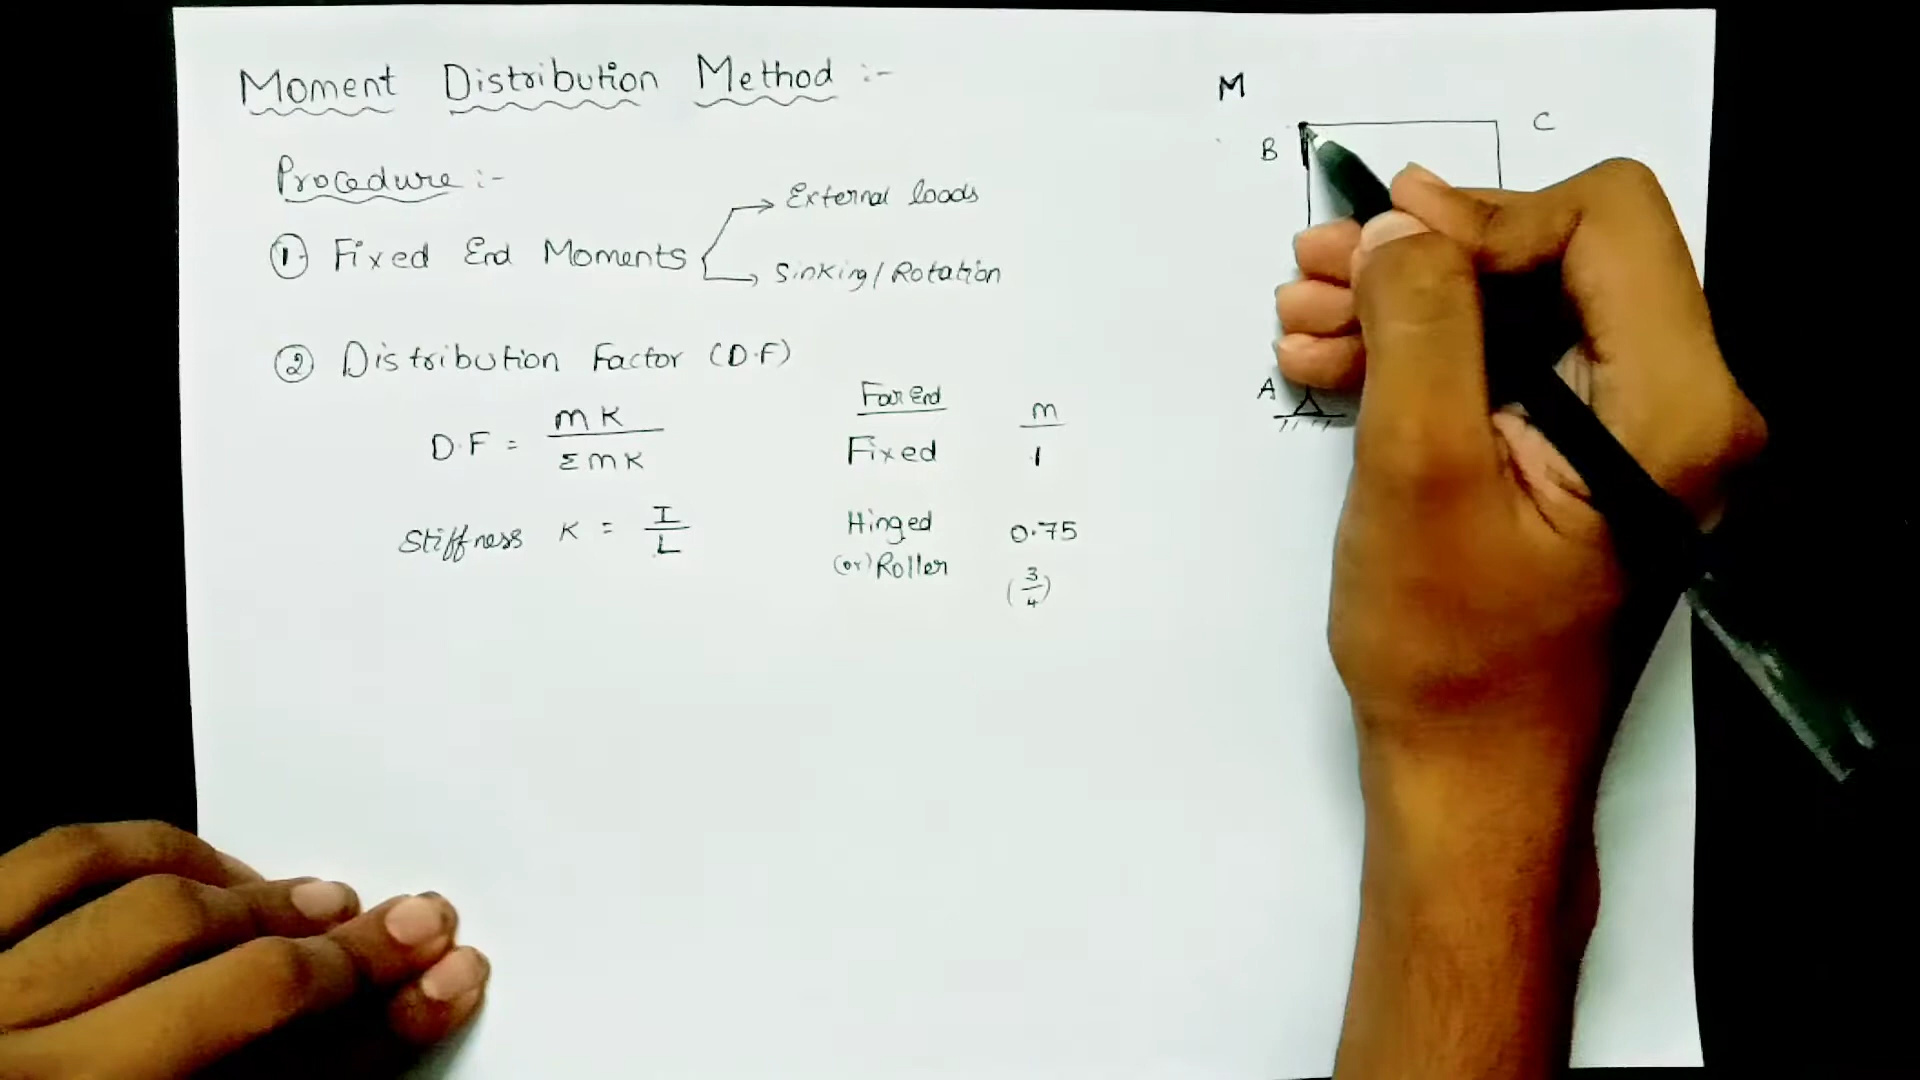 Moment Distribution Method :-
Procedure :-
① Fixed End Moments
External loads
Sinking/Rotation
② Distribution Factor (D.F)
D.F = mK / ΣmK
Stiffness K = I / L
Far End m
Fixed 1
Hinged 0.75
(or) Roller (3/4)
M
B
C
A